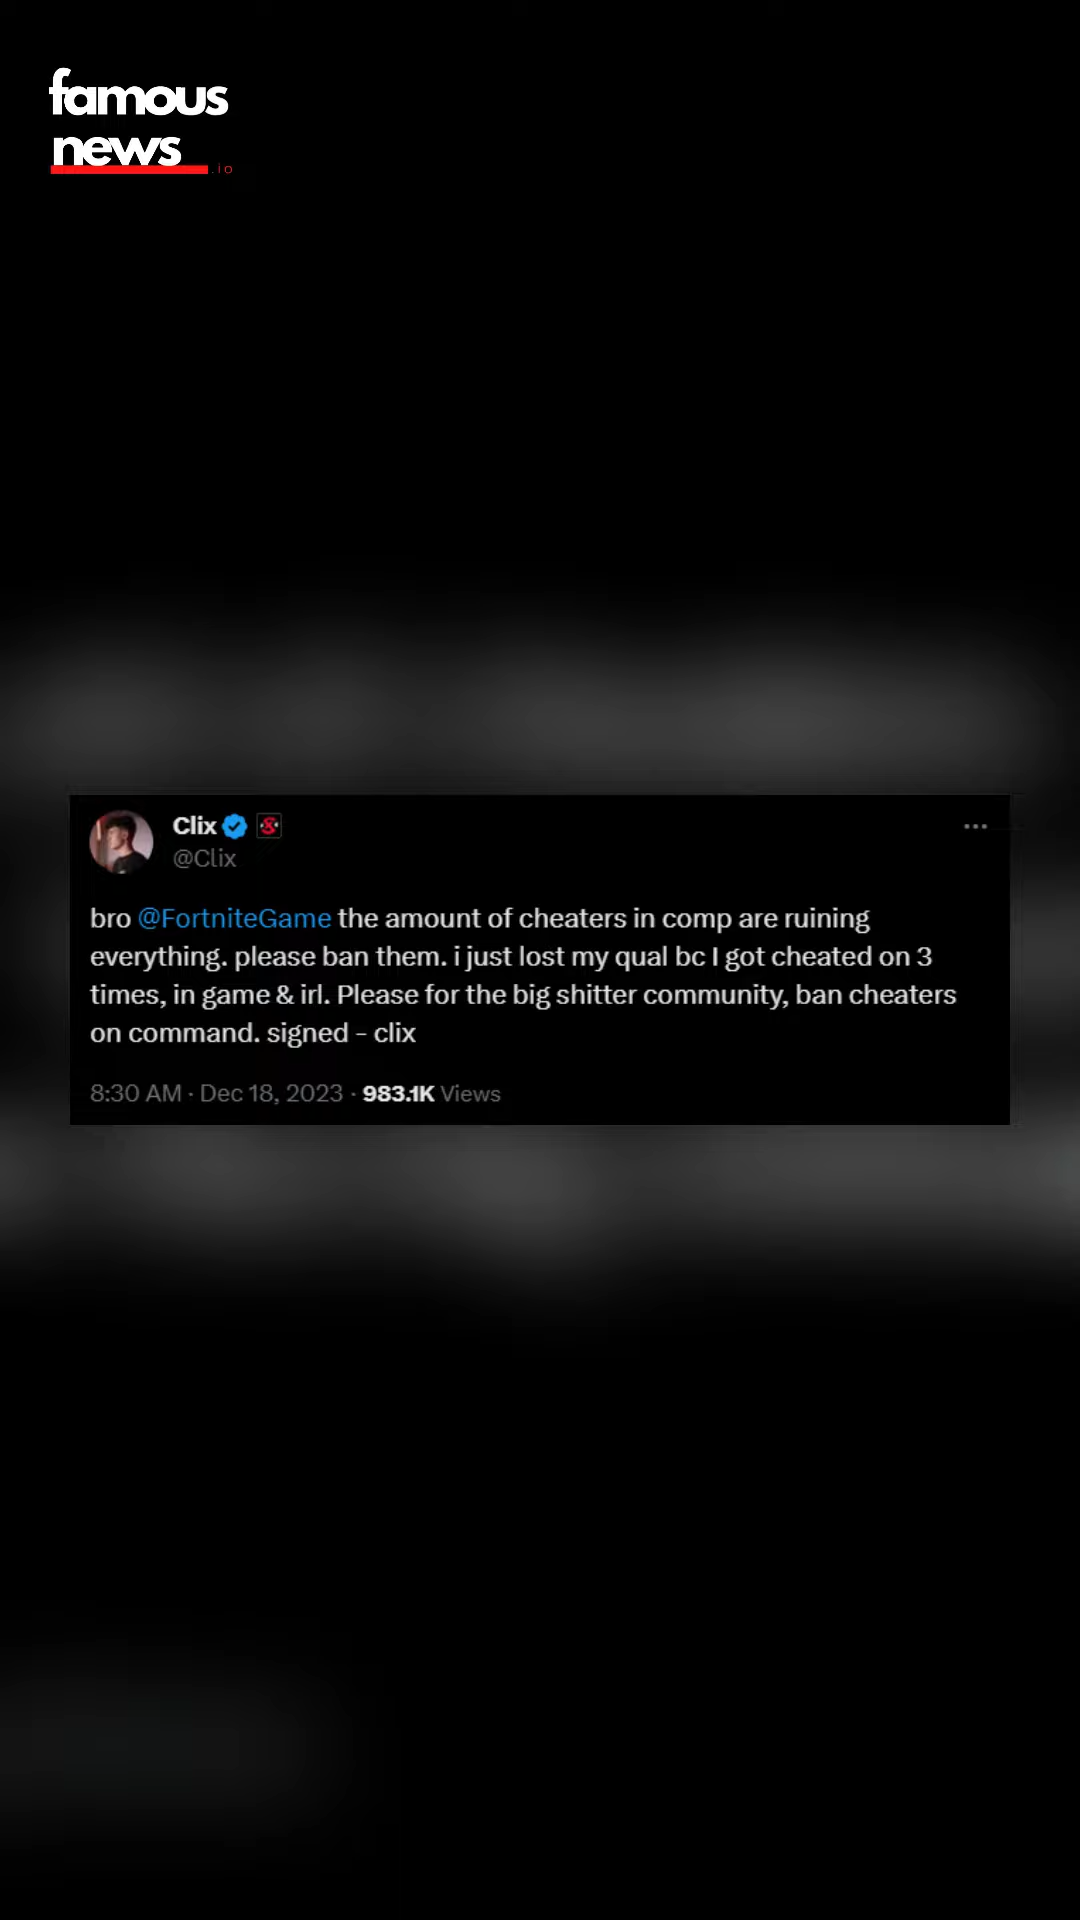 famous
news
.io
Clix
@Clix
bro @FortniteGame the amount of cheaters in comp are ruining
everything. please ban them. i just lost my qual bc I got cheated on 3
times, in game & irl. Please for the big shitter community, ban cheaters
on command. signed - clix
8:30 AM · Dec 18, 2023 · 983.1K Views